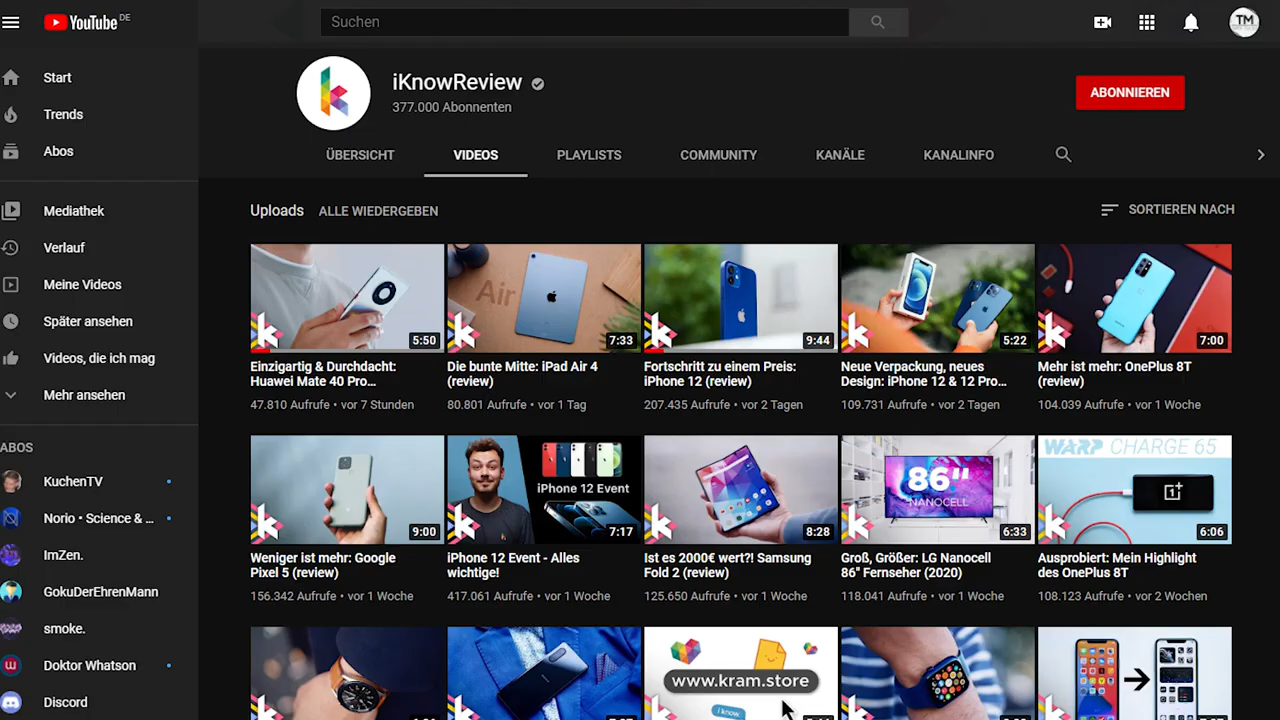 YouTube DE
Suchen
TM
Start
Trends
Abos
Mediathek
Verlauf
Meine Videos
Später ansehen
Videos, die ich mag
Mehr ansehen
ABOS
KuchenTV
Norio • Science & ...
ImZen.
GokuDerEhrenMann
smoke.
Doktor Whatson
Discord
iKnowReview
377.000 Abonnenten
ABONNIEREN
ÜBERSICHT
VIDEOS
PLAYLISTS
COMMUNITY
KANÄLE
KANALINFO
Uploads
ALLE WIEDERGEBEN
SORTIEREN NACH
5:50
Einzigartig & Durchdacht:
Huawei Mate 40 Pro...
47.810 Aufrufe • vor 7 Stunden
Air
7:33
Die bunte Mitte: iPad Air 4
(review)
80.801 Aufrufe • vor 1 Tag
9:44
Fortschritt zu einem Preis:
iPhone 12 (review)
207.435 Aufrufe • vor 2 Tagen
5:22
Neue Verpackung, neues
Design: iPhone 12 & 12 Pro...
109.731 Aufrufe • vor 2 Tagen
7:00
Mehr ist mehr: OnePlus 8T
(review)
104.039 Aufrufe • vor 1 Woche
9:00
Weniger ist mehr: Google
Pixel 5 (review)
156.342 Aufrufe • vor 1 Woche
iPhone 12 Event
7:17
iPhone 12 Event - Alles
wichtige!
417.061 Aufrufe • vor 1 Woche
8:28
Ist es 2000€ wert?! Samsung
Fold 2 (review)
125.650 Aufrufe • vor 1 Woche
86"
NANOCELL
6:33
Groß, Größer: LG Nanocell
86" Fernseher (2020)
118.041 Aufrufe • vor 1 Woche
WARP CHARGE 65
6:06
Ausprobiert: Mein Highlight
des OnePlus 8T
108.123 Aufrufe • vor 2 Wochen
www.kram.store
i know